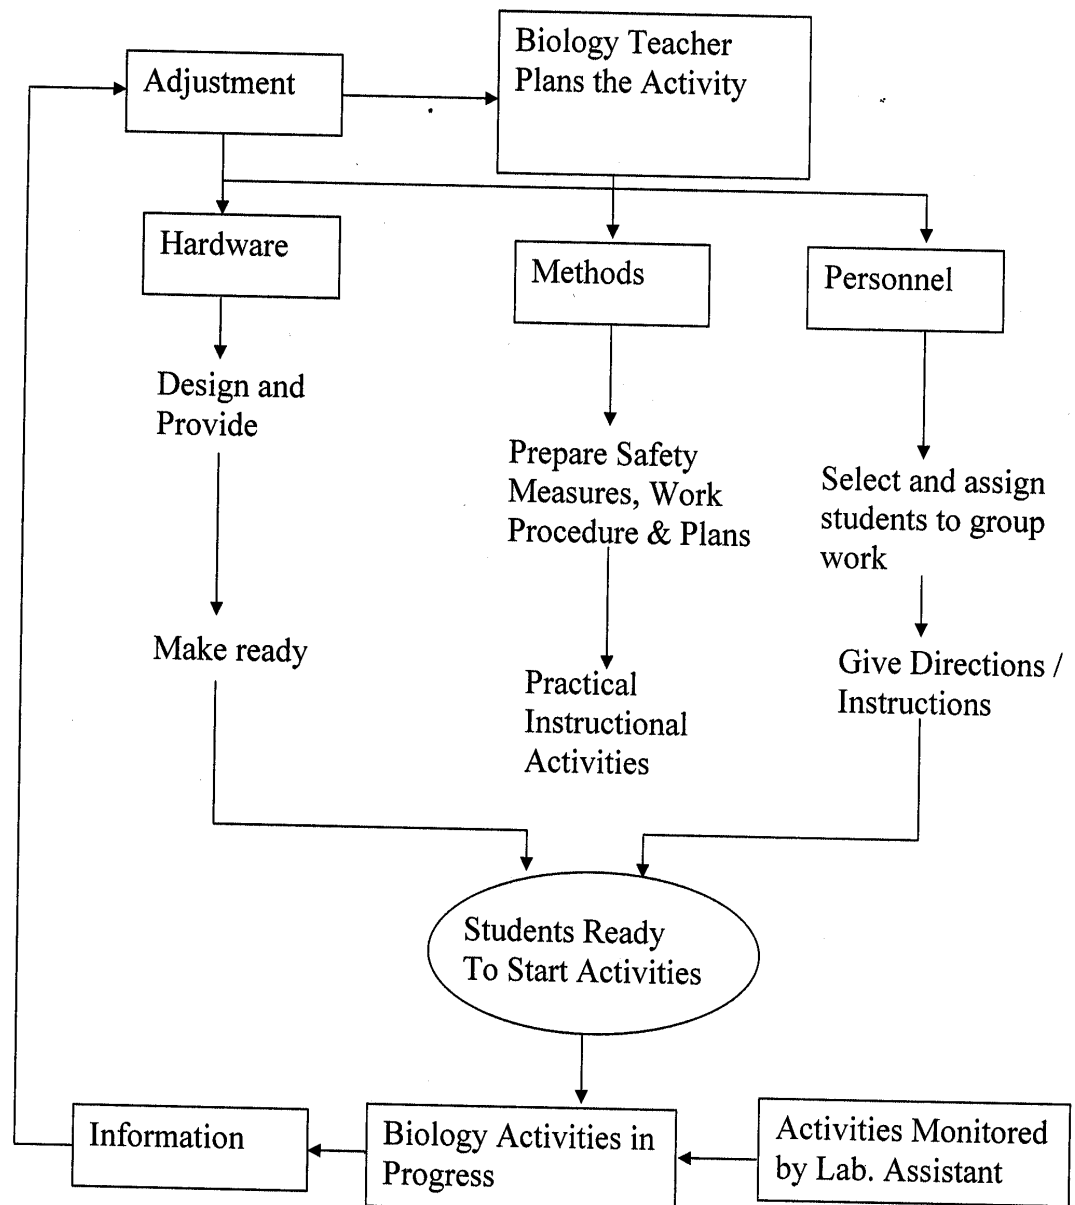 Biology Teacher
Plans the Activity
Adjustment
Hardware
Methods
Personnel
Design and
Provide
Prepare Safety
Measures, Work
Procedure & Plans
Select and assign
students to group
work
Make ready
Practical
Instructional
Activities
Give Directions /
Instructions
Students Ready
To Start Activities
Information
Biology Activities in
Progress
Activities Monitored
by Lab. Assistant